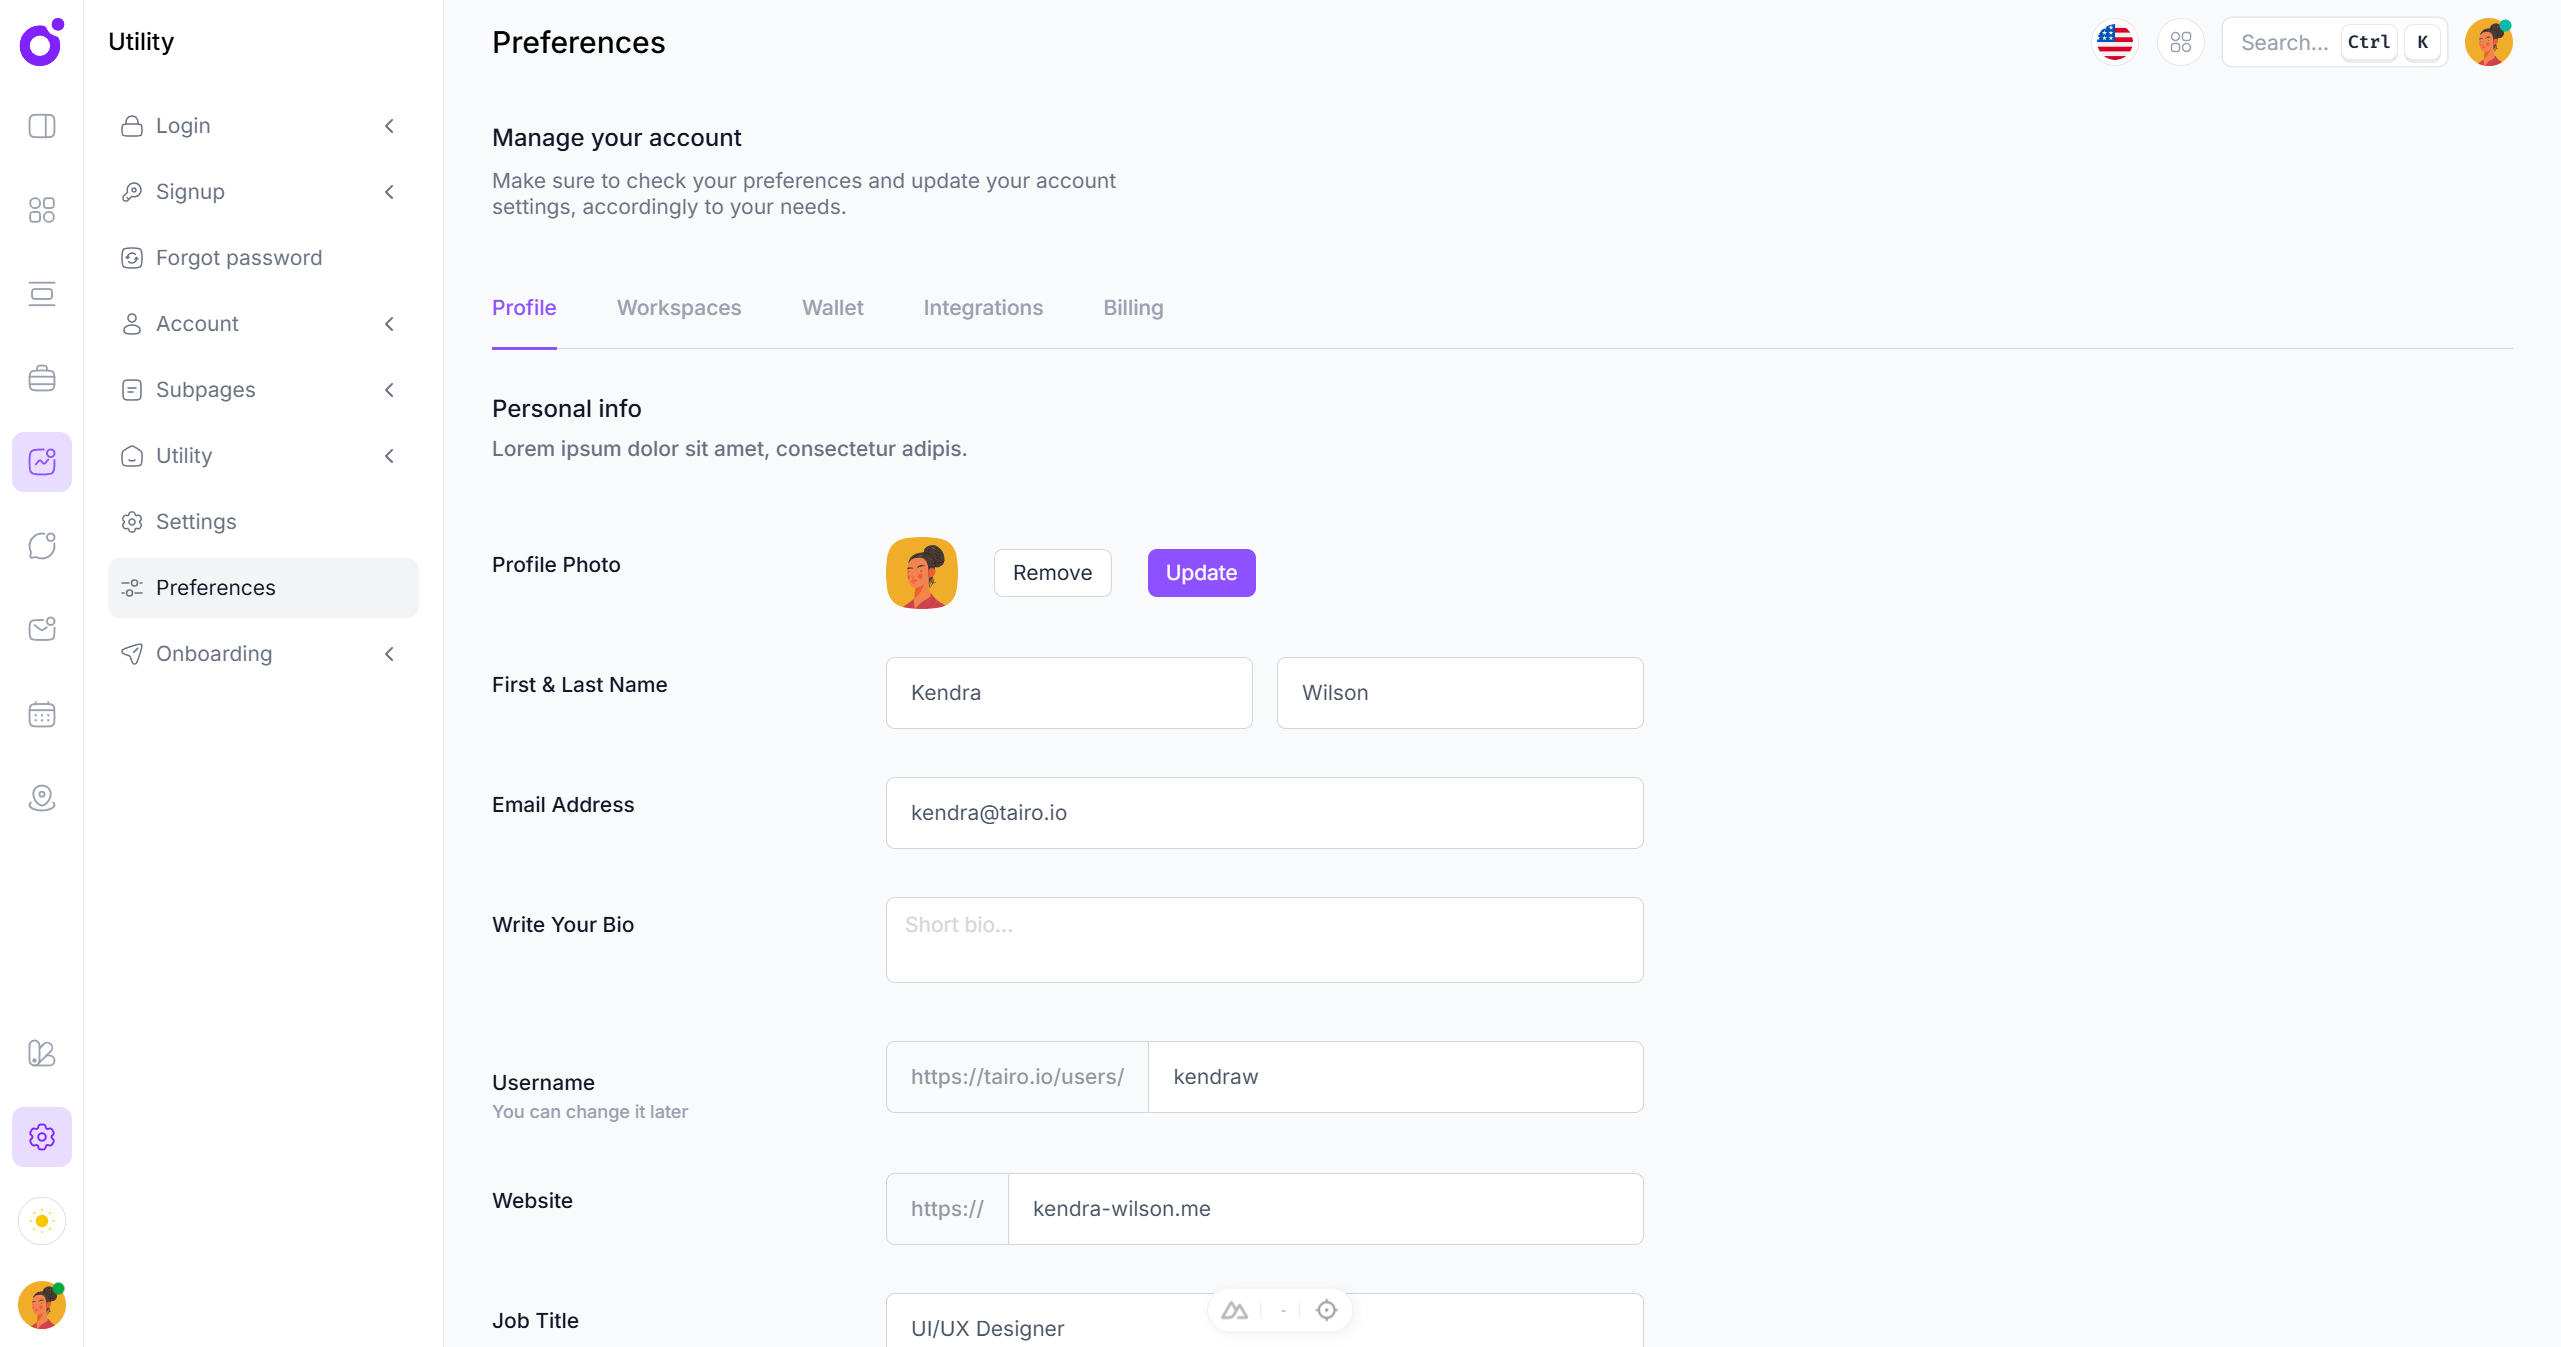 Utility
Login
Signup
Forgot password
Account
Subpages
Utility
Settings
Preferences
Onboarding
Preferences
Search...
Ctrl
K
Manage your account
Make sure to check your preferences and update your account
settings, accordingly to your needs.
Profile
Workspaces
Wallet
Integrations
Billing
Personal info
Lorem ipsum dolor sit amet, consectetur adipis.
Profile Photo
Remove
Update
First & Last Name
Kendra
Wilson
Email Address
kendra@tairo.io
Write Your Bio
Short bio...
Username
You can change it later
https://tairo.io/users/
kendraw
Website
https://
kendra-wilson.me
Job Title
UI/UX Designer
-